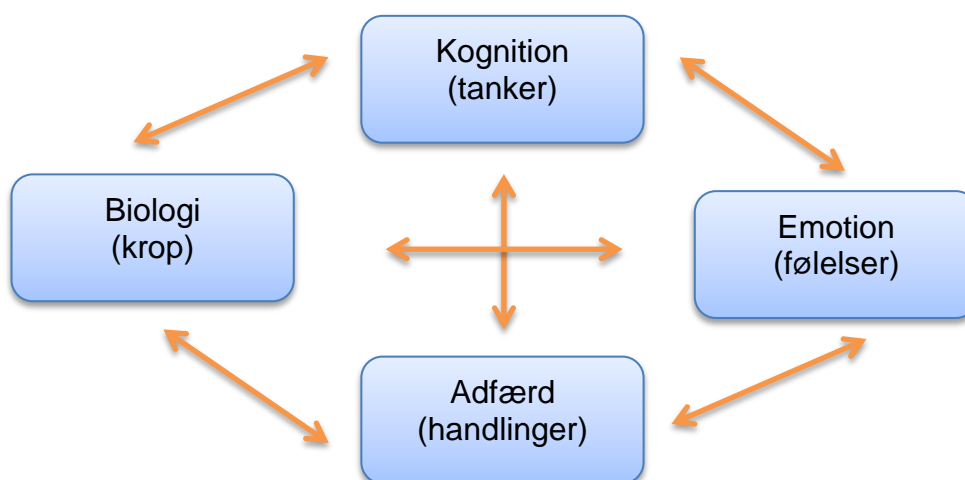 Kognition
(tanker)
Biologi
(krop)
Emotion
(følelser)
Adfærd
(handlinger)